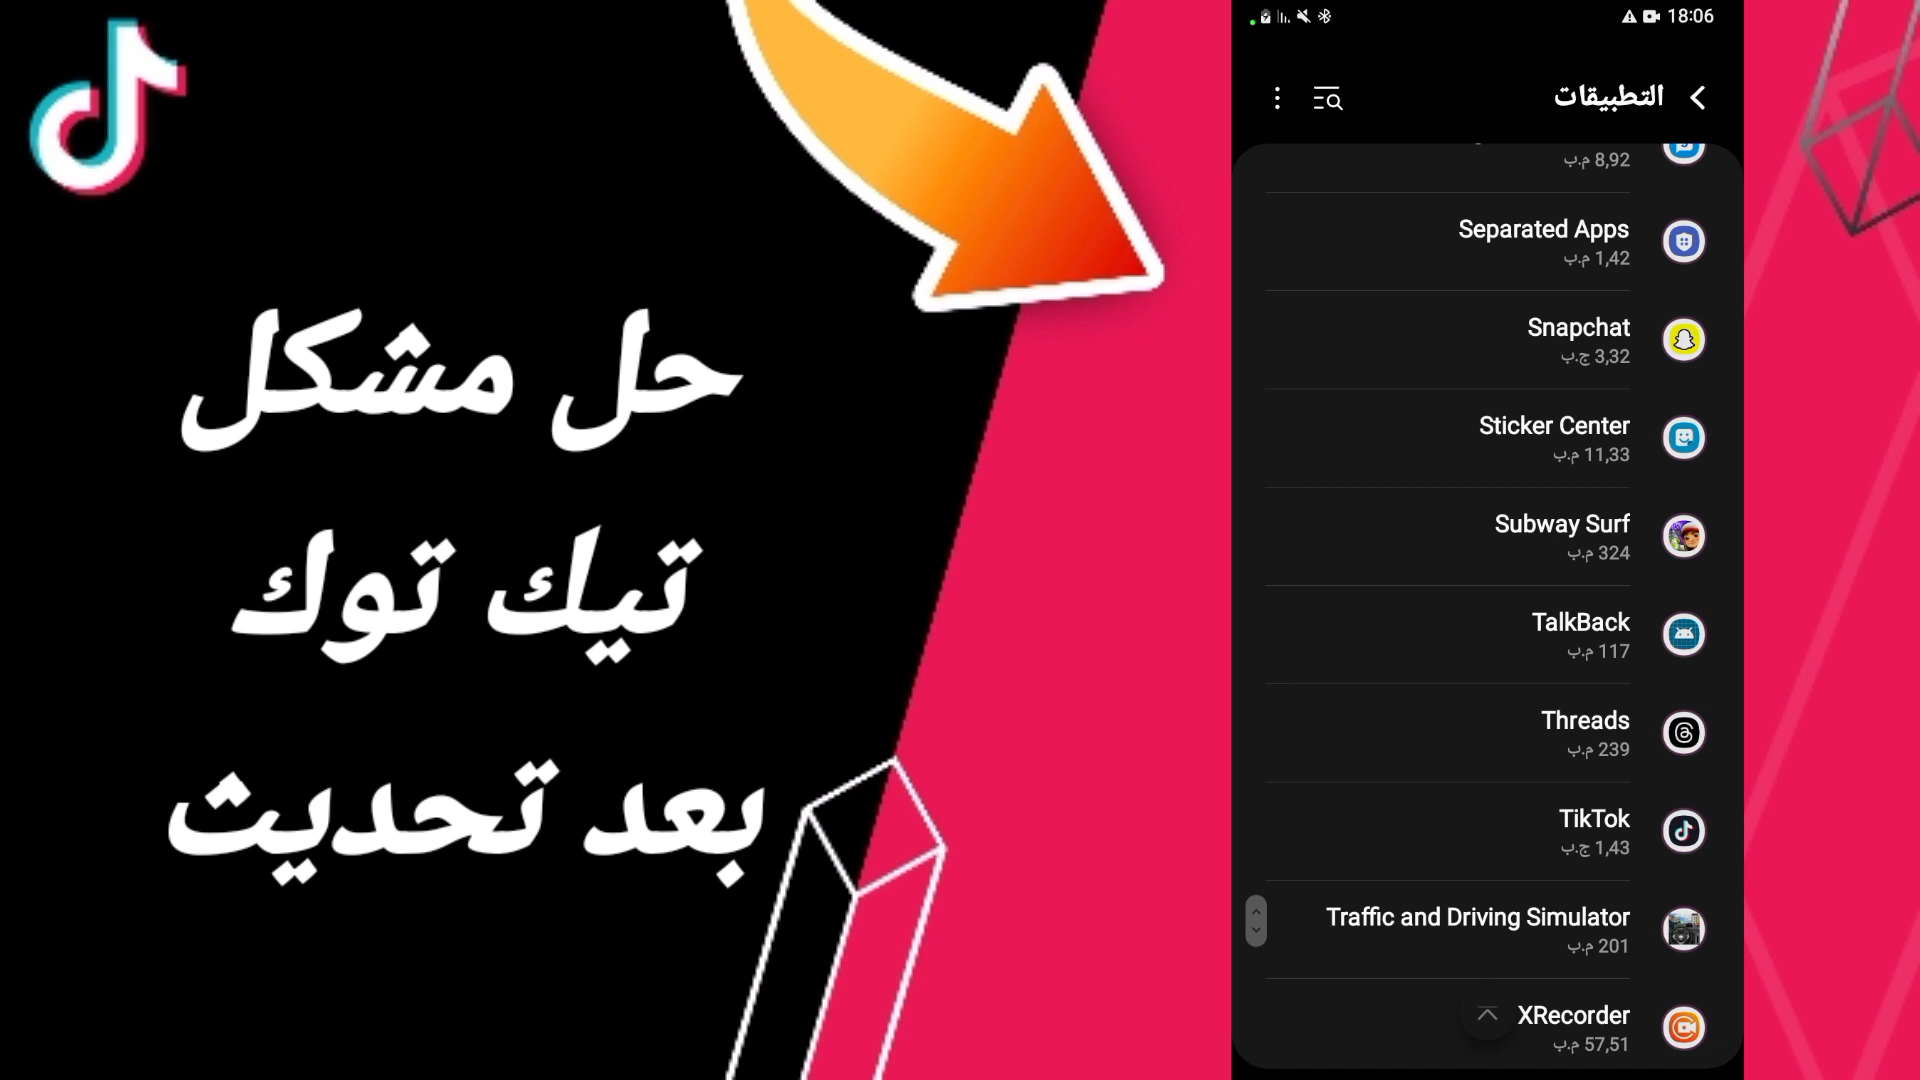 حل مشكل
تيك توك
بعد تحديث
18:06
التطبيقات
8,92 م.ب
Separated Apps
1,42 م.ب
Snapchat
3,32 ج.ب
Sticker Center
11,33 م.ب
Subway Surf
324 م.ب
TalkBack
117 م.ب
Threads
239 م.ب
TikTok
1,43 ج.ب
Traffic and Driving Simulator
201 م.ب
XRecorder
57,51 م.ب